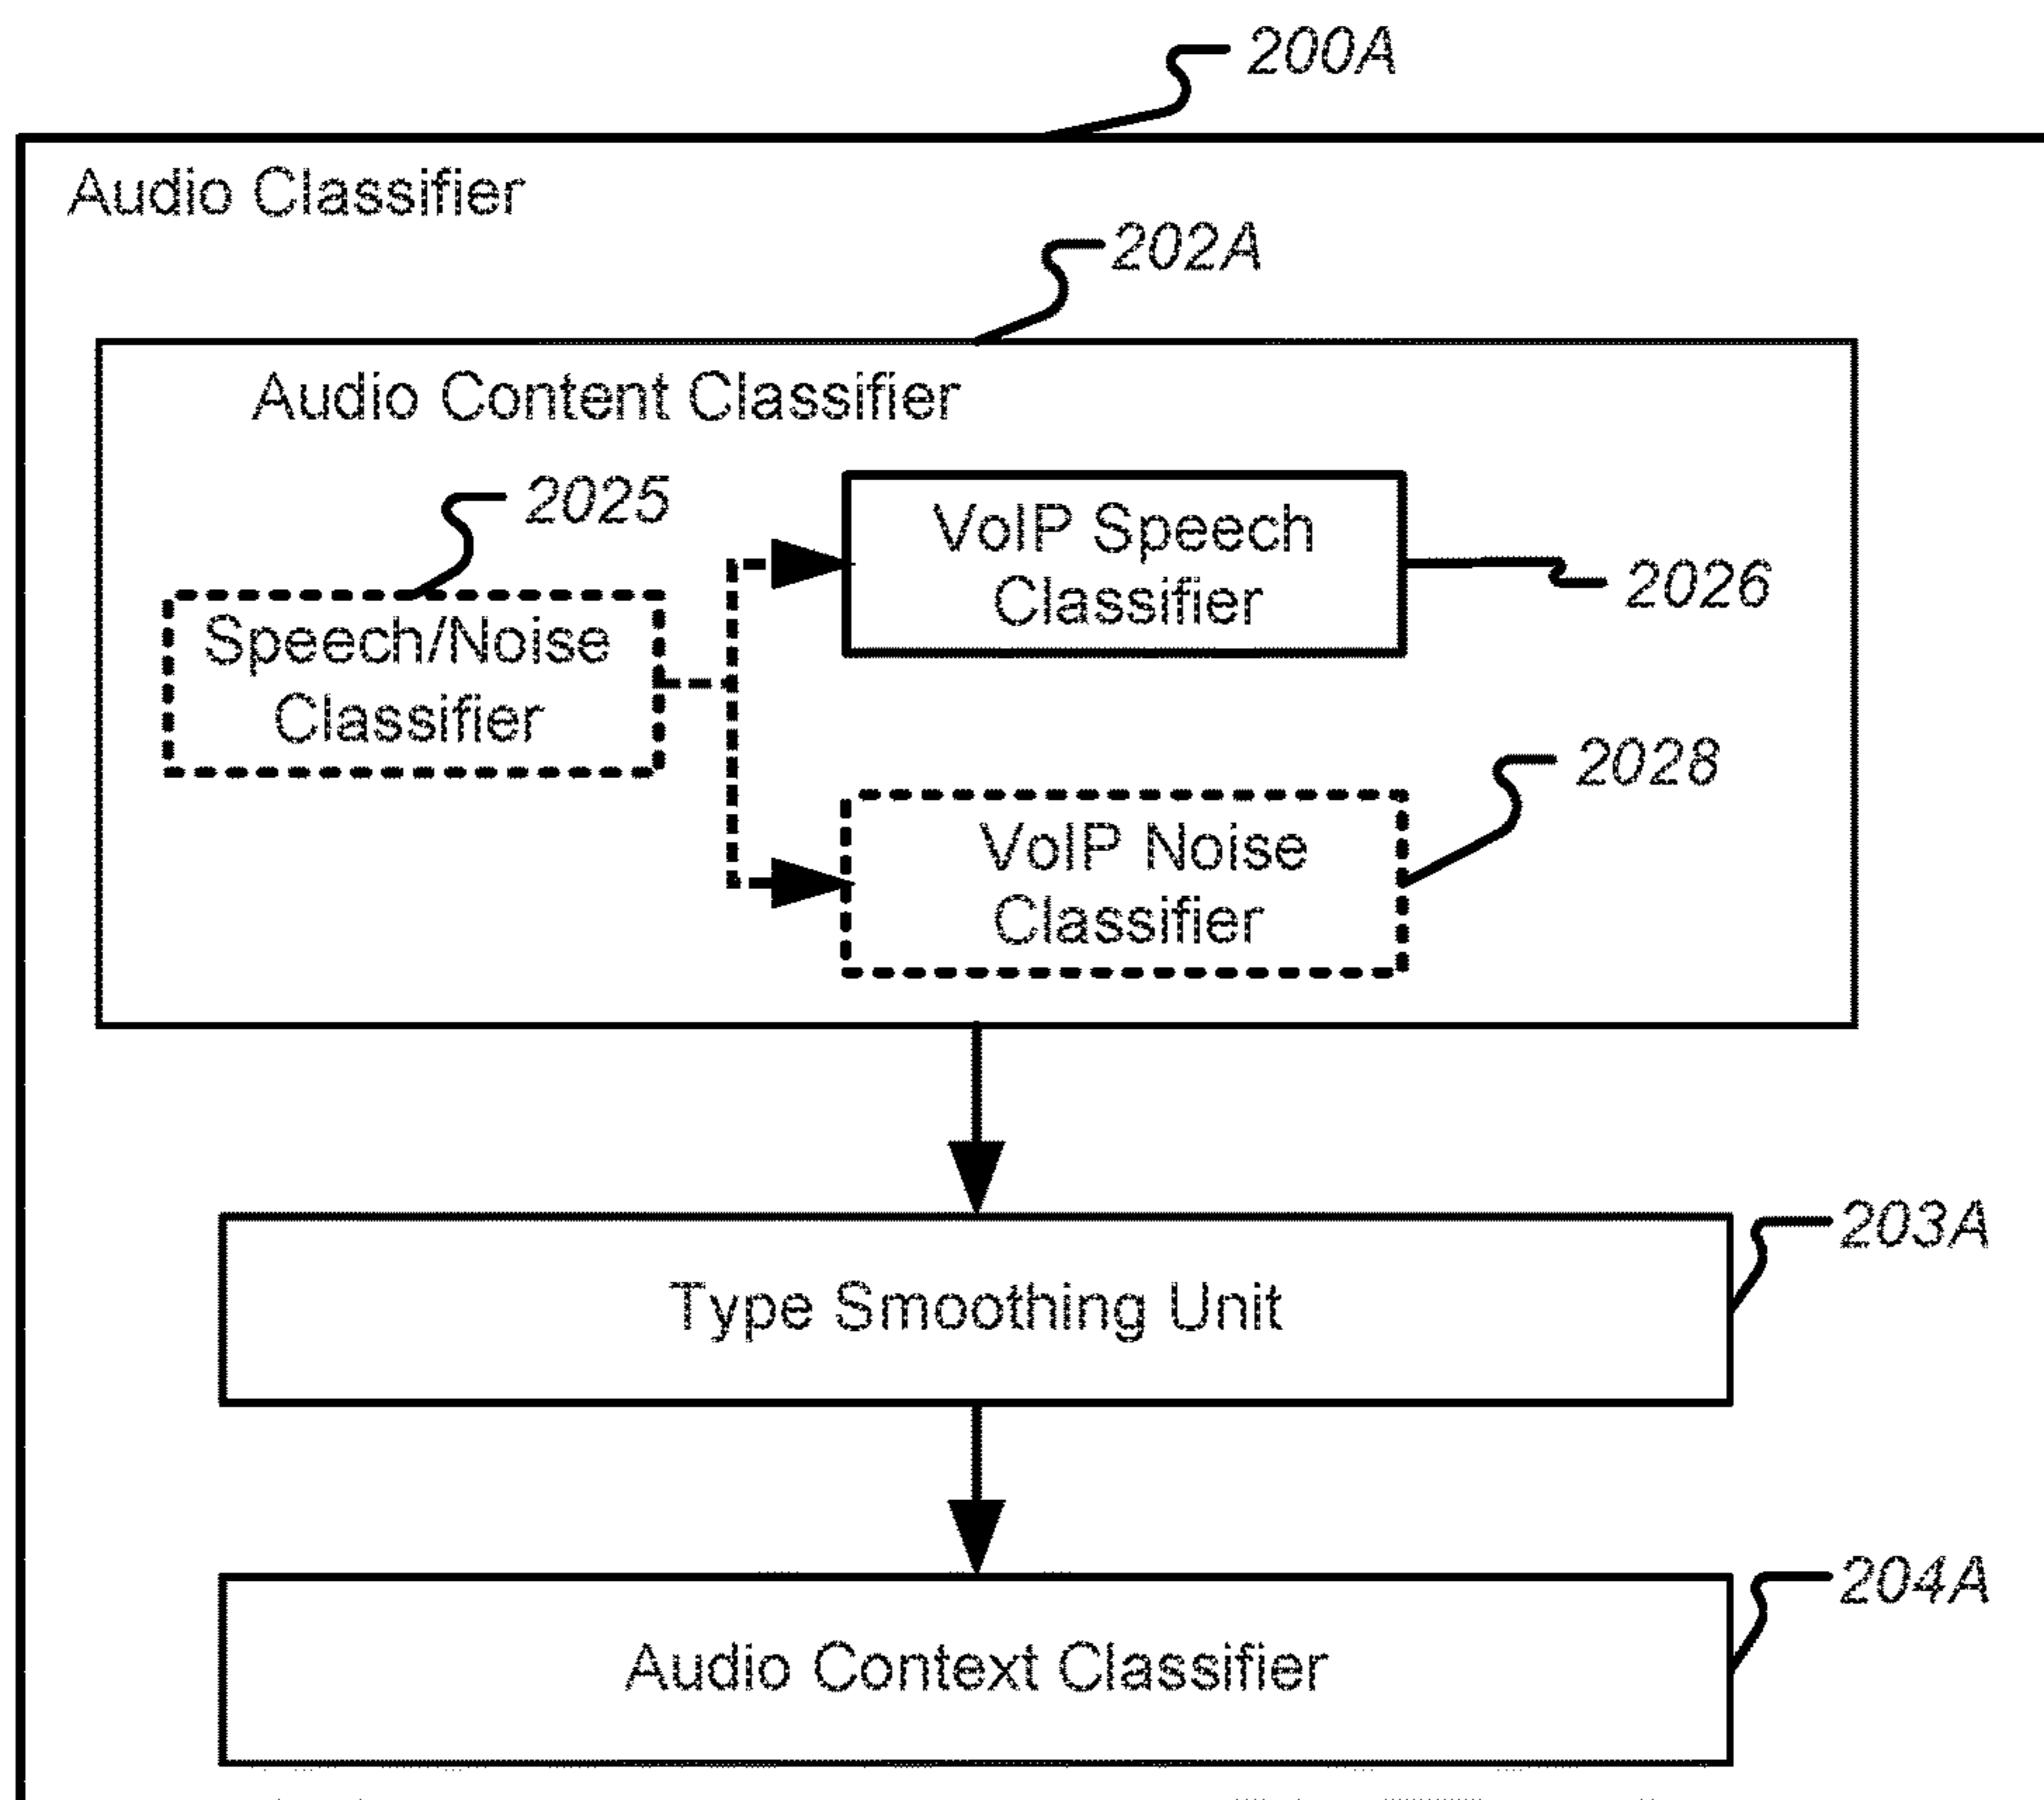 200A
Audio Classifier
202A
Audio Content Classifier
2025
VoIP Speech
Classifier
2026
Speech/Noise
Classifier
2028
VoIP Noise
Classifier
203A
Type Smoothing Unit
204A
Audio Context Classifier